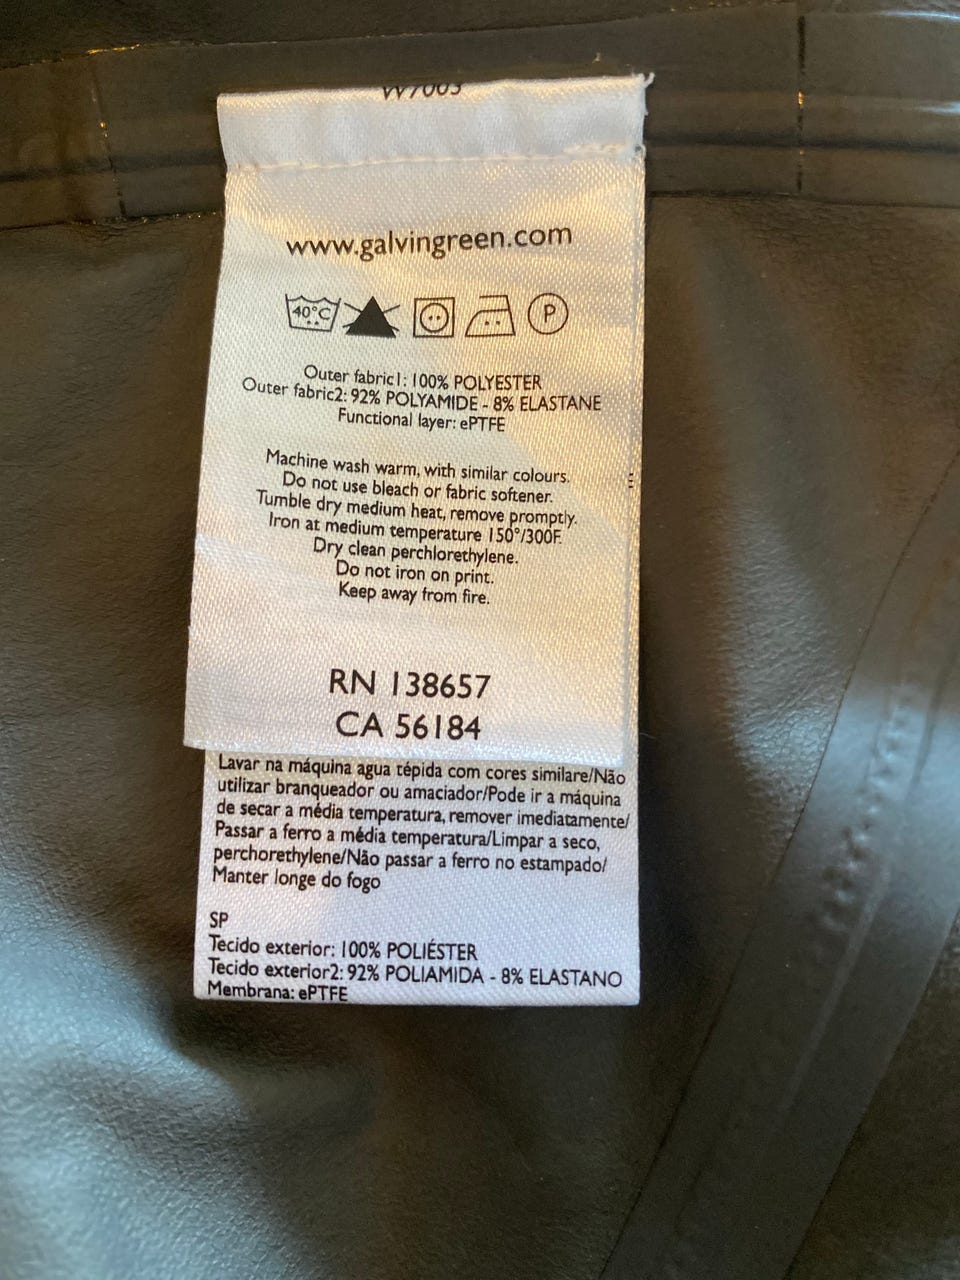 www.galvingreen.com
40°C P
Outer fabric1: 100% POLYESTER
Outer fabric2: 92% POLYAMIDE - 8% ELASTANE
Functional layer: ePTFE
Machine wash warm, with similar colours.
Do not use bleach or fabric softener.
Tumble dry medium heat, remove promptly.
Iron at medium temperature 150°/300F.
Dry clean perchlorethylene.
Do not iron on print.
Keep away from fire.
RN 138657
CA 56184
Lavar na máquina agua tépida com cores similare/Não
utilizar branqueador ou amaciador/Pode ir a máquina
de secar a média temperatura, remover imediatamente/
Passar a ferro a média temperatura/Limpar a seco,
perchorethylene/Não passar a ferro no estampado/
Manter longe do fogo
SP
Tecido exterior: 100% POLIÉSTER
Tecido exterior2: 92% POLIAMIDA - 8% ELASTANO
Membrana: ePTFE